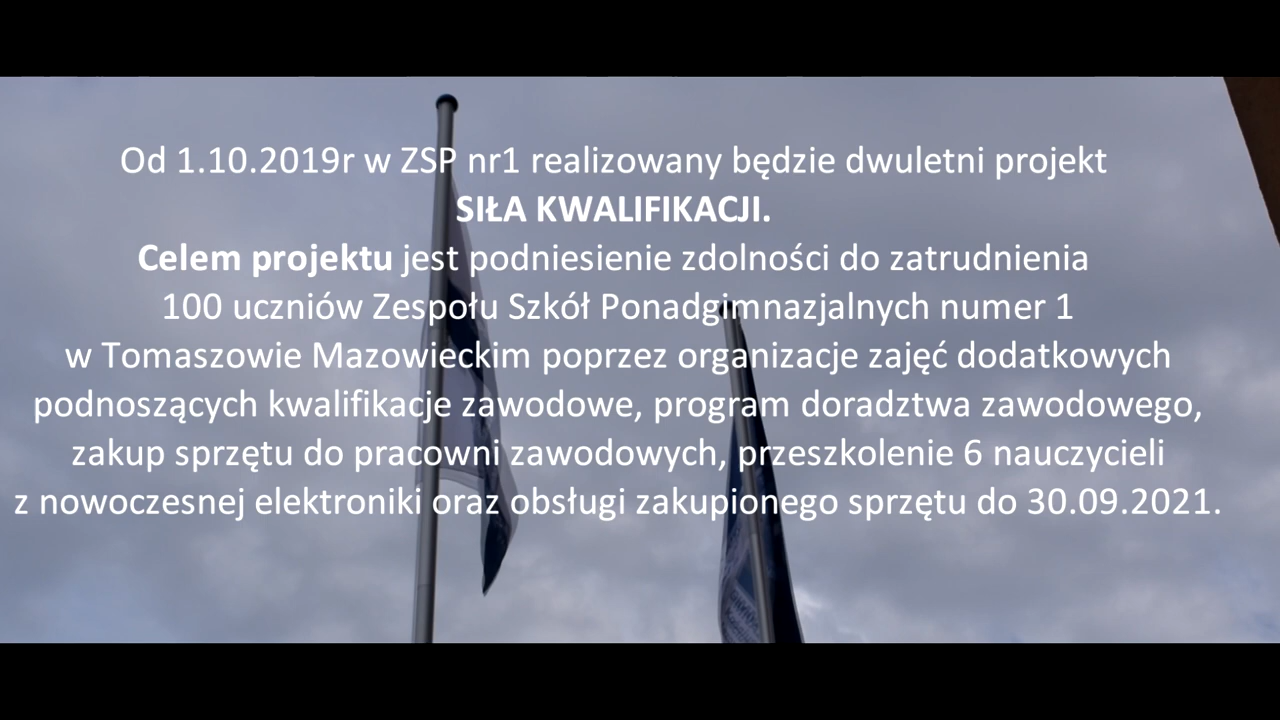 Od 1.10.2019r w ZSP nr1 realizowany będzie dwuletni projekt
SIŁA KWALIFIKACJI.
Celem projektu jest podniesienie zdolności do zatrudnienia
100 uczniów Zespołu Szkół Ponadgimnazjalnych numer 1
w Tomaszowie Mazowieckim poprzez organizacje zajęć dodatkowych
podnoszących kwalifikacje zawodowe, program doradztwa zawodowego,
zakup sprzętu do pracowni zawodowych, przeszkolenie 6 nauczycieli
z nowoczesnej elektroniki oraz obsługi zakupionego sprzętu do 30.09.2021.